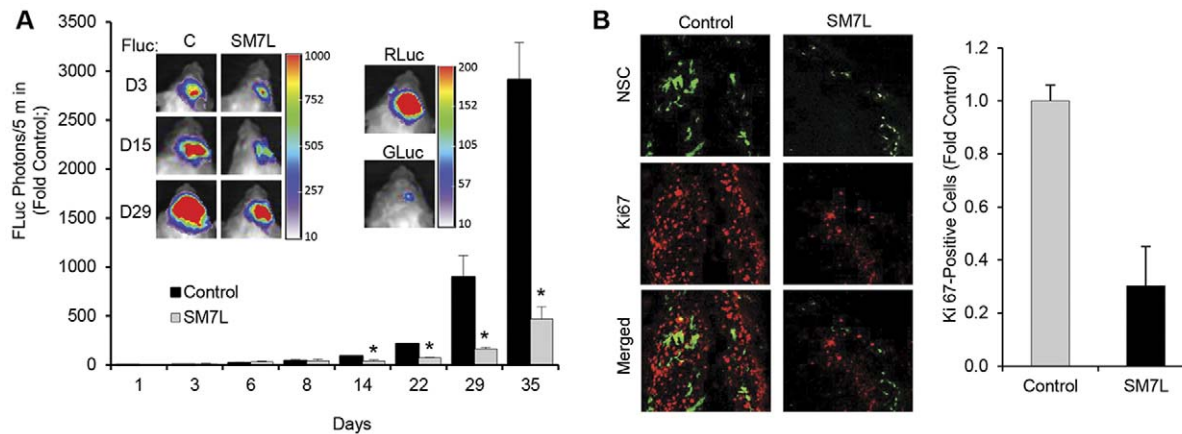 A
FLuc Photons/5 m in
(Fold Control;)
3500
3000
2500
2000
1500
1000
500
0
Fluc:
C
SM7L
D3
D15
D29
1000
752
505
257
10
RLuc
GLuc
200
152
105
57
10
Control
SM7L
*
*
*
*
1
3
6
8
14
22
29
35
Days
B
Control
SM7L
NSC
Ki67
Merged
Ki 67-Positive Cells (Fold Control)
1.2
1.0
0.8
0.6
0.4
0.2
0.0
Control
SM7L